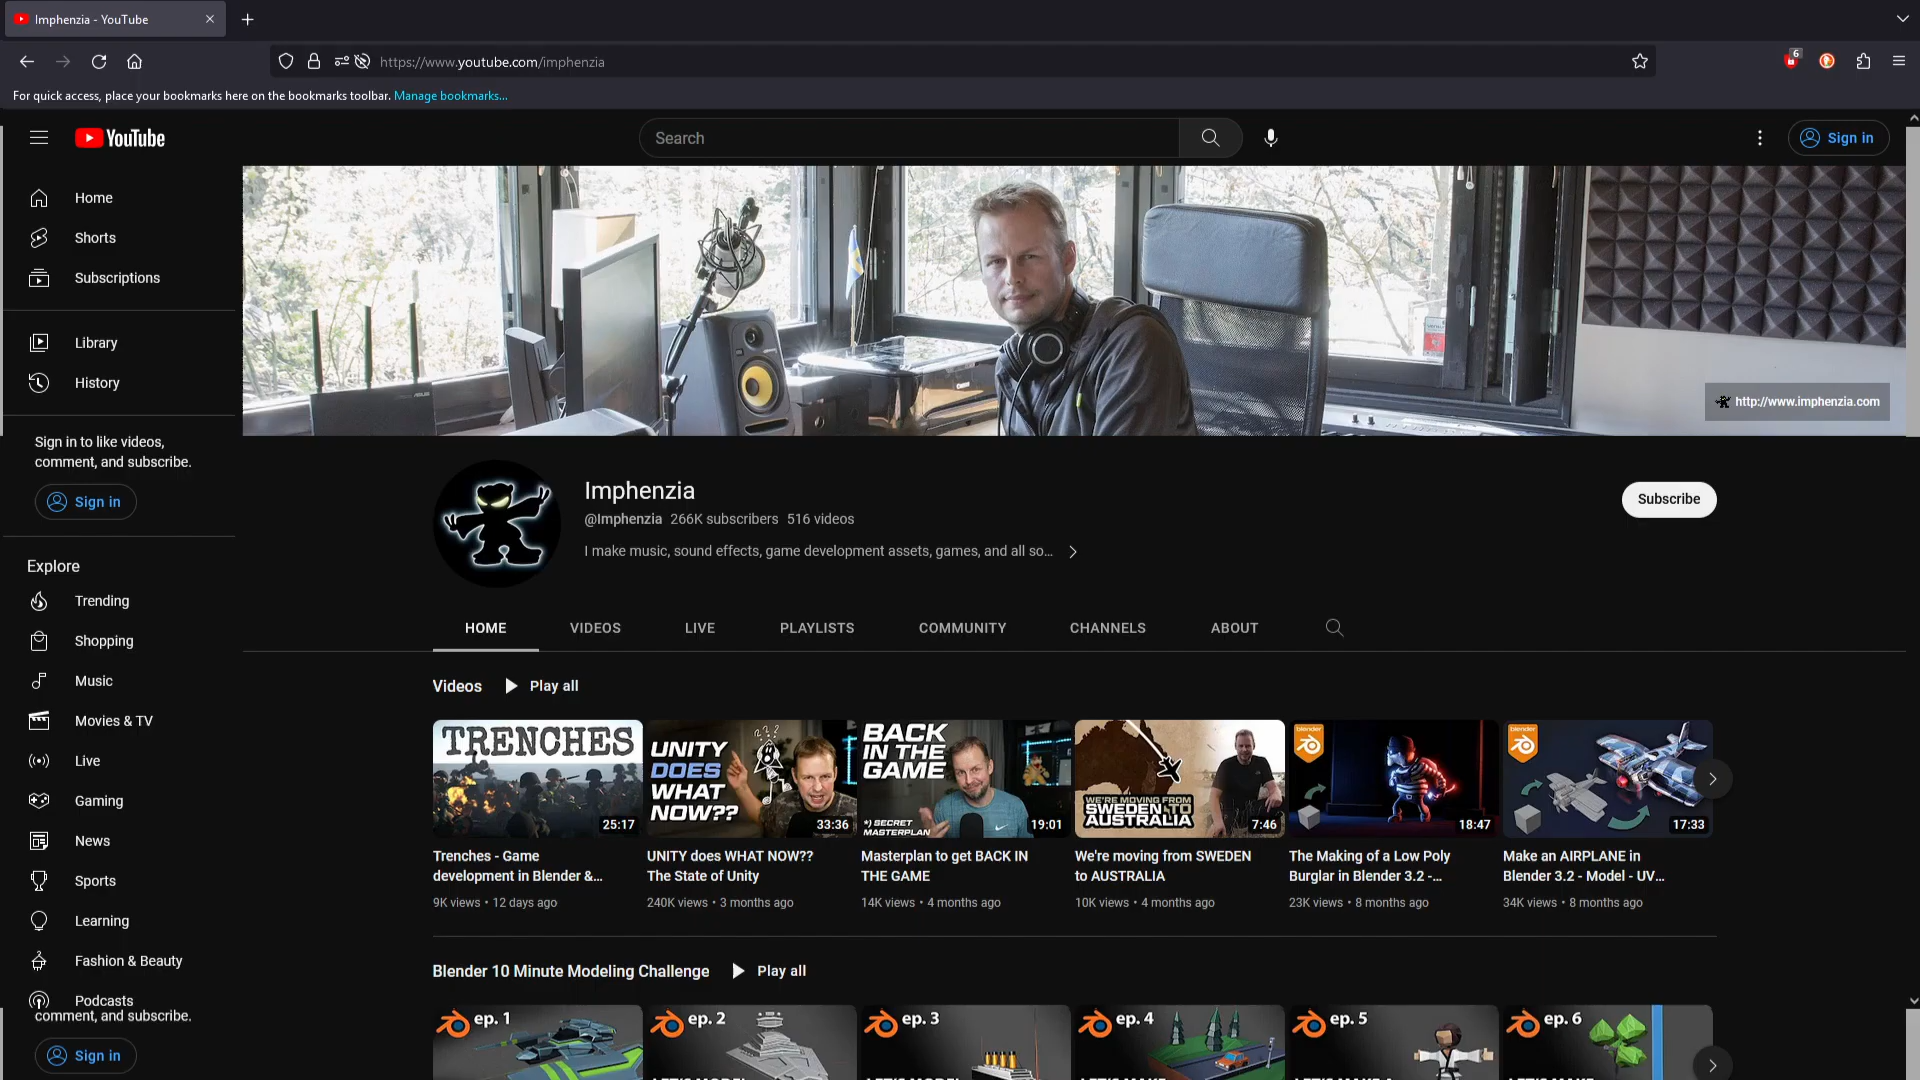 Imphenzia - YouTube
https://www.youtube.com/imphenzia
6
For quick access, place your bookmarks here on the bookmarks toolbar. Manage bookmarks...
YouTube
Search
Sign in
Home
Shorts
Subscriptions
Library
History
Sign in to like videos,
comment, and subscribe.
Sign in
Explore
Trending
Shopping
Music
Movies & TV
Live
Gaming
News
Sports
Learning
Fashion & Beauty
Podcasts
comment, and subscribe.
Sign in
http://www.imphenzia.com
Imphenzia
@Imphenzia 266K subscribers 516 videos
I make music, sound effects, game development assets, games, and all so...
Subscribe
HOME VIDEOS LIVE PLAYLISTS COMMUNITY CHANNELS ABOUT
Videos Play all
TRENCHES
25:17
Trenches - Game
development in Blender &...
9K views • 12 days ago
UNITY
DOES
WHAT
NOW??
???
33:36
UNITY does WHAT NOW??
The State of Unity
240K views • 3 months ago
BACK
IN THE
GAME
*) SECRET
MASTERPLAN
19:01
Masterplan to get BACK IN
THE GAME
14K views • 4 months ago
WE'RE MOVING FROM
SWEDEN TO
AUSTRALIA
7:46
We're moving from SWEDEN
to AUSTRALIA
10K views • 4 months ago
blender
18:47
The Making of a Low Poly
Burglar in Blender 3.2 -...
23K views • 8 months ago
blender
17:33
Make an AIRPLANE in
Blender 3.2 - Model - UV...
34K views • 8 months ago
Blender 10 Minute Modeling Challenge Play all
ep. 1
ep. 2
ep. 3
ep. 4
ep. 5
ep. 6